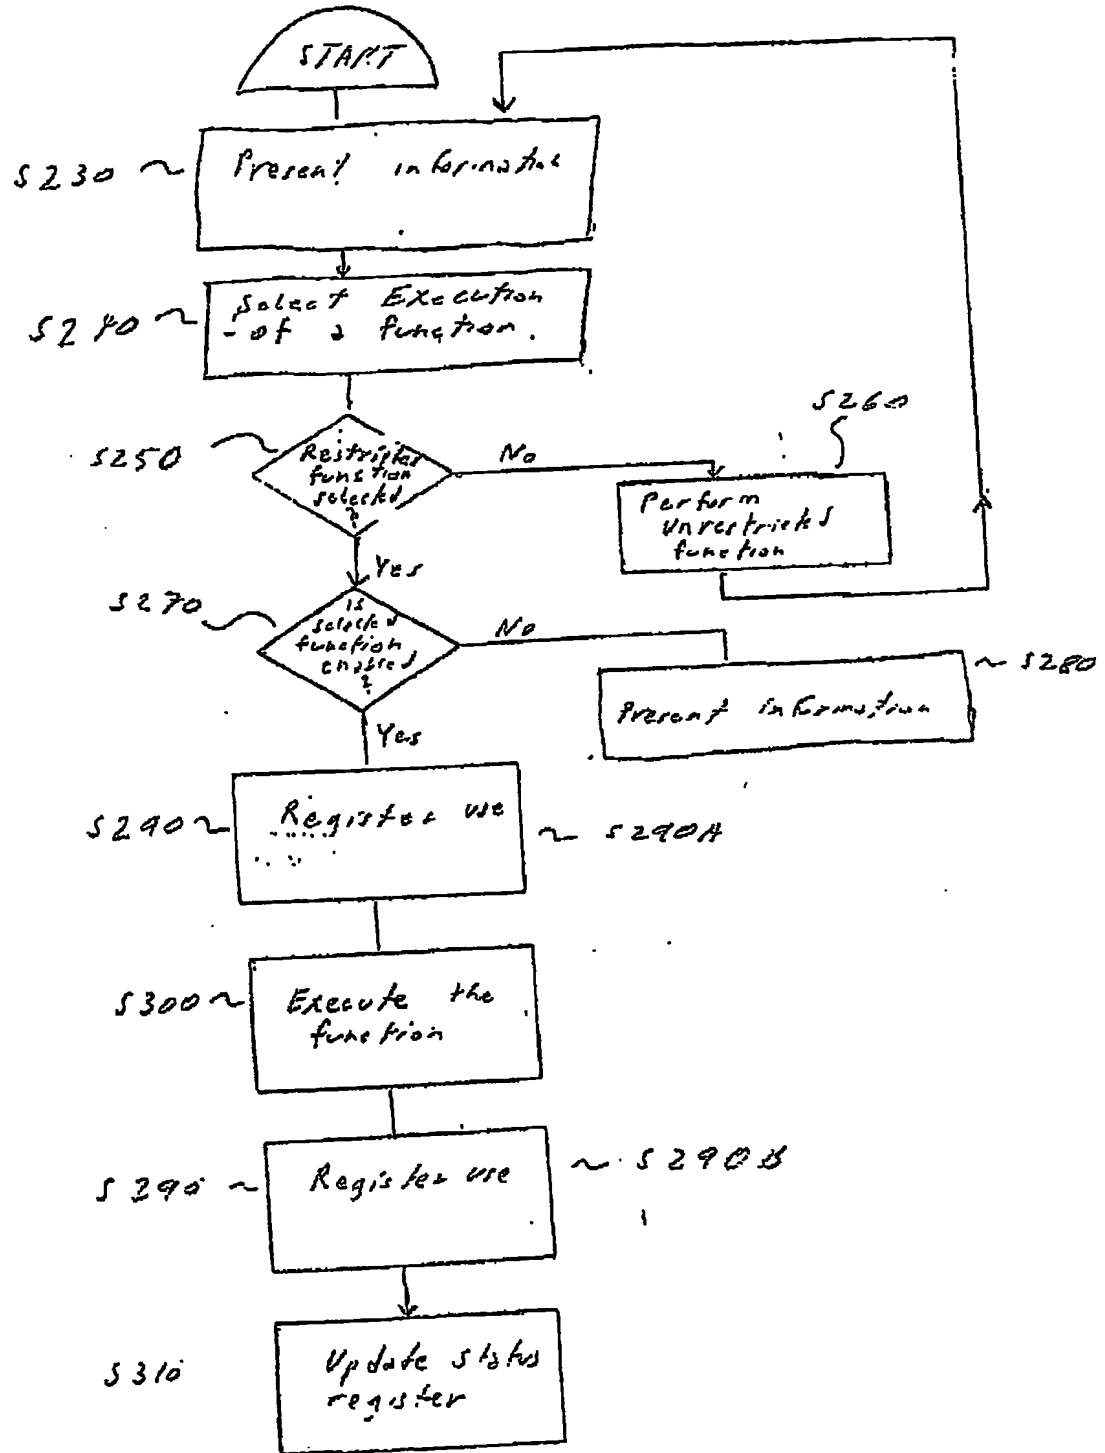 START
S230
Present information
S240
Select Execution
- of a function.
S250
Restricted
function
selected
?
No
S260
Perform
unrestricted
function
Yes
S270
is
selected
function
enabled
?
No
S280
Present information
Yes
S290
Register use
S290A
S300
Execute the
function
S290
Register use
S290B
S310
Update status
register